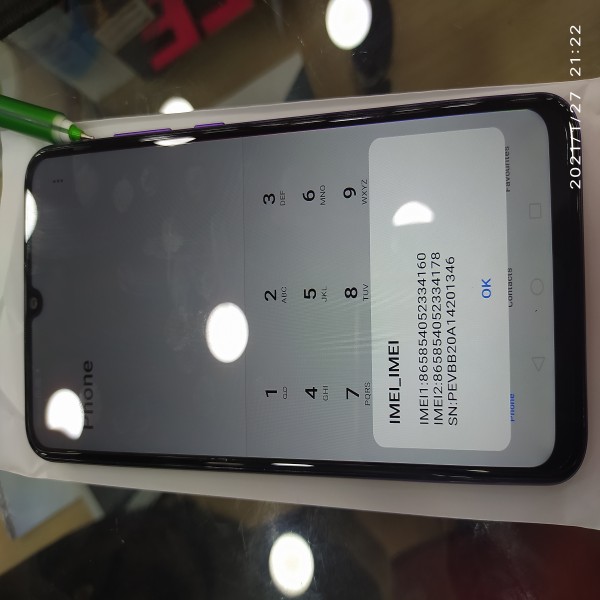 Phone
1 2 3
QO ABC DEF
4 5 6
GHI JKL MNO
7 8 9
PQRS TUV WXYZ
IMEI_IMEI
IMEI1:865854052334160
IMEI2:865854052334178
SN:PEVBB20A14201346
OK
Phone Contacts Favourites
2021/1/27 21:22